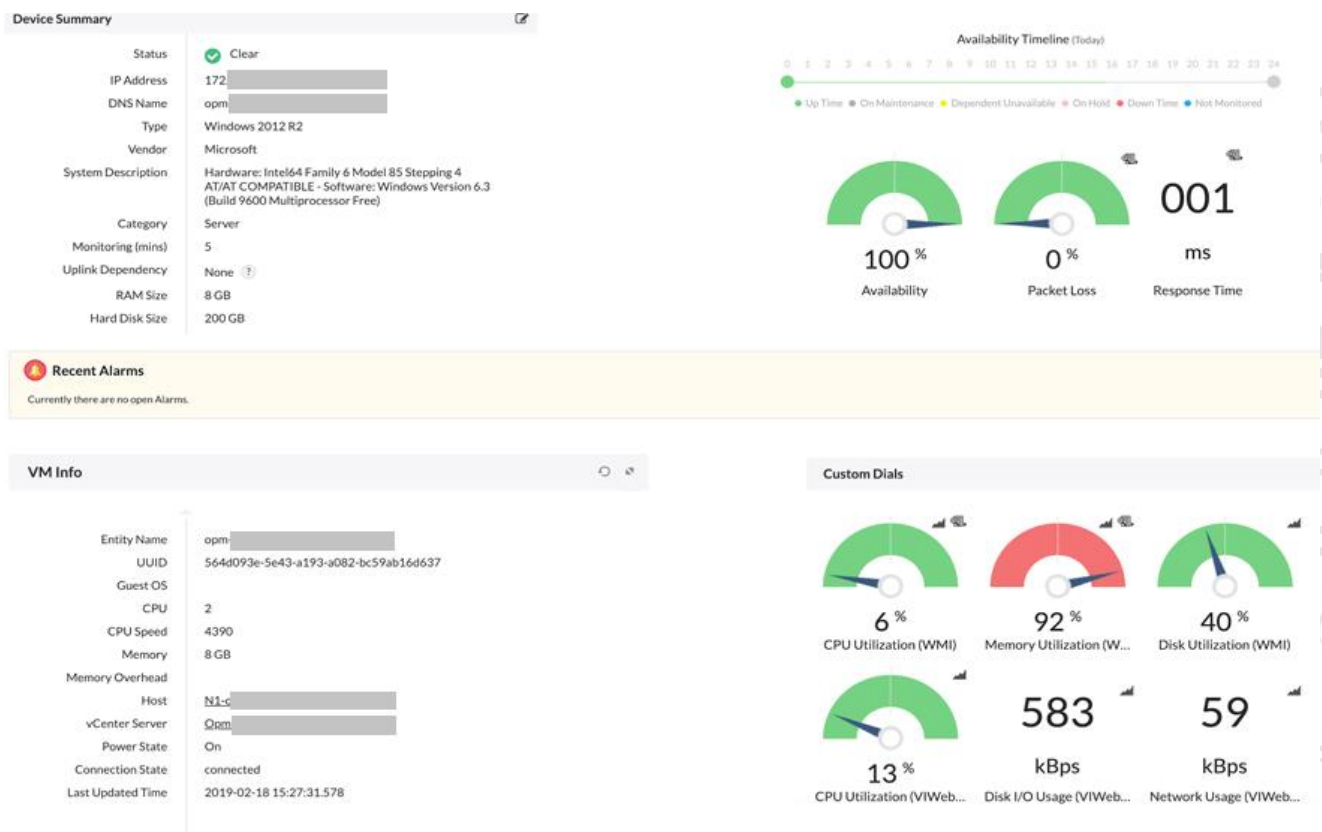 Device Summary
Status Clear
IP Address 172.
DNS Name opm
Type Windows 2012 R2
Vendor Microsoft
System Description Hardware: Intel64 Family 6 Model 85 Stepping 4
AT/AT COMPATIBLE - Software: Windows Version 6.3
(Build 9600 Multiprocessor Free)
Category Server
Monitoring (mins) 5
Uplink Dependency None ?
RAM Size 8 GB
Hard Disk Size 200 GB
Availability Timeline (Today)
0 1 2 3 4 5 6 7 8 9 10 11 12 13 14 15 16 17 18 19 20 21 22 23 24
Up Time On Maintenance Dependent Unavailable On Hold Down Time Not Monitored
100 % 0 % 001 ms
Availability Packet Loss Response Time
Recent Alarms
Currently there are no open Alarms.
VM Info
Entity Name opm-
UUID 564d093e-5e43-a193-a082-bc59ab16d637
Guest OS
CPU 2
CPU Speed 4390
Memory 8 GB
Memory Overhead
Host N1-c
vCenter Server Opm
Power State On
Connection State connected
Last Updated Time 2019-02-18 15:27:31.578
Custom Dials
6 % 92 % 40 %
CPU Utilization (WMI) Memory Utilization (W... Disk Utilization (WMI)
13 % 583 kBps 59 kBps
CPU Utilization (VIWeb... Disk I/O Usage (VIWeb... Network Usage (VIWeb...